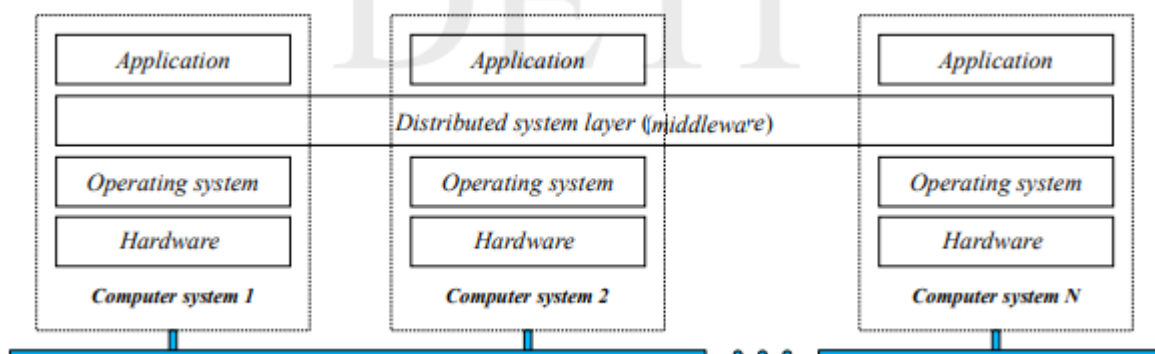 DETI
Application Application Application
Distributed system layer (middleware)
Operating system Operating system Operating system
Hardware Hardware Hardware
Computer system 1 Computer system 2 Computer system N